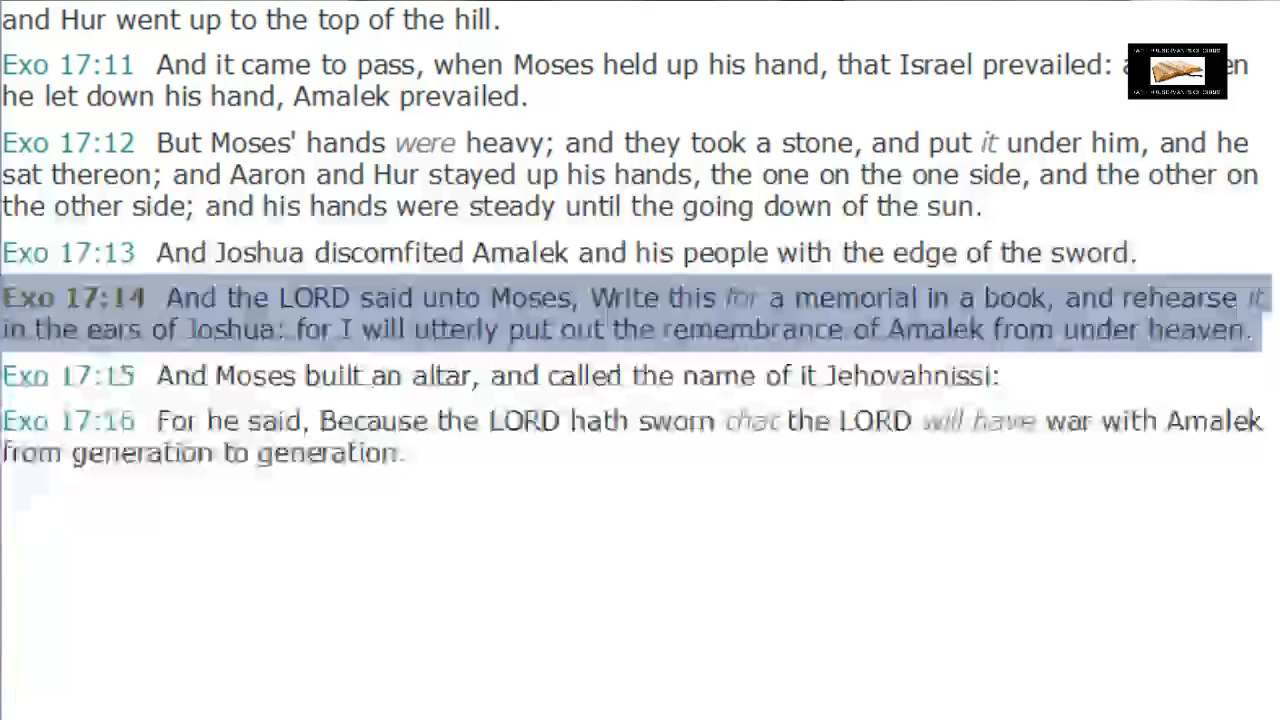 and Hur went up to the top of the hill.
Exo 17:11 And it came to pass, when Moses held up his hand, that Israel prevailed:
he let down his hand, Amalek prevailed.
Exo 17:12 But Moses' hands were heavy; and they took a stone, and put it under him, and he
sat thereon; and Aaron and Hur stayed up his hands, the one on the one side, and the other on
the other side; and his hands were steady until the going down of the sun.
Exo 17:13 And Joshua discomfited Amalek and his people with the edge of the sword.
Exo 17:14 And the LORD said unto Moses, Write this for a memorial in a book, and rehearse it
in the ears of Joshua: for I will utterly put out the remembrance of Amalek from under heaven.
Exo 17:15 And Moses built an altar, and called the name of it Jehovahnissi:
Exo 17:16 For he said, Because the LORD hath sworn that the LORD will have war with Amalek
from generation to generation.